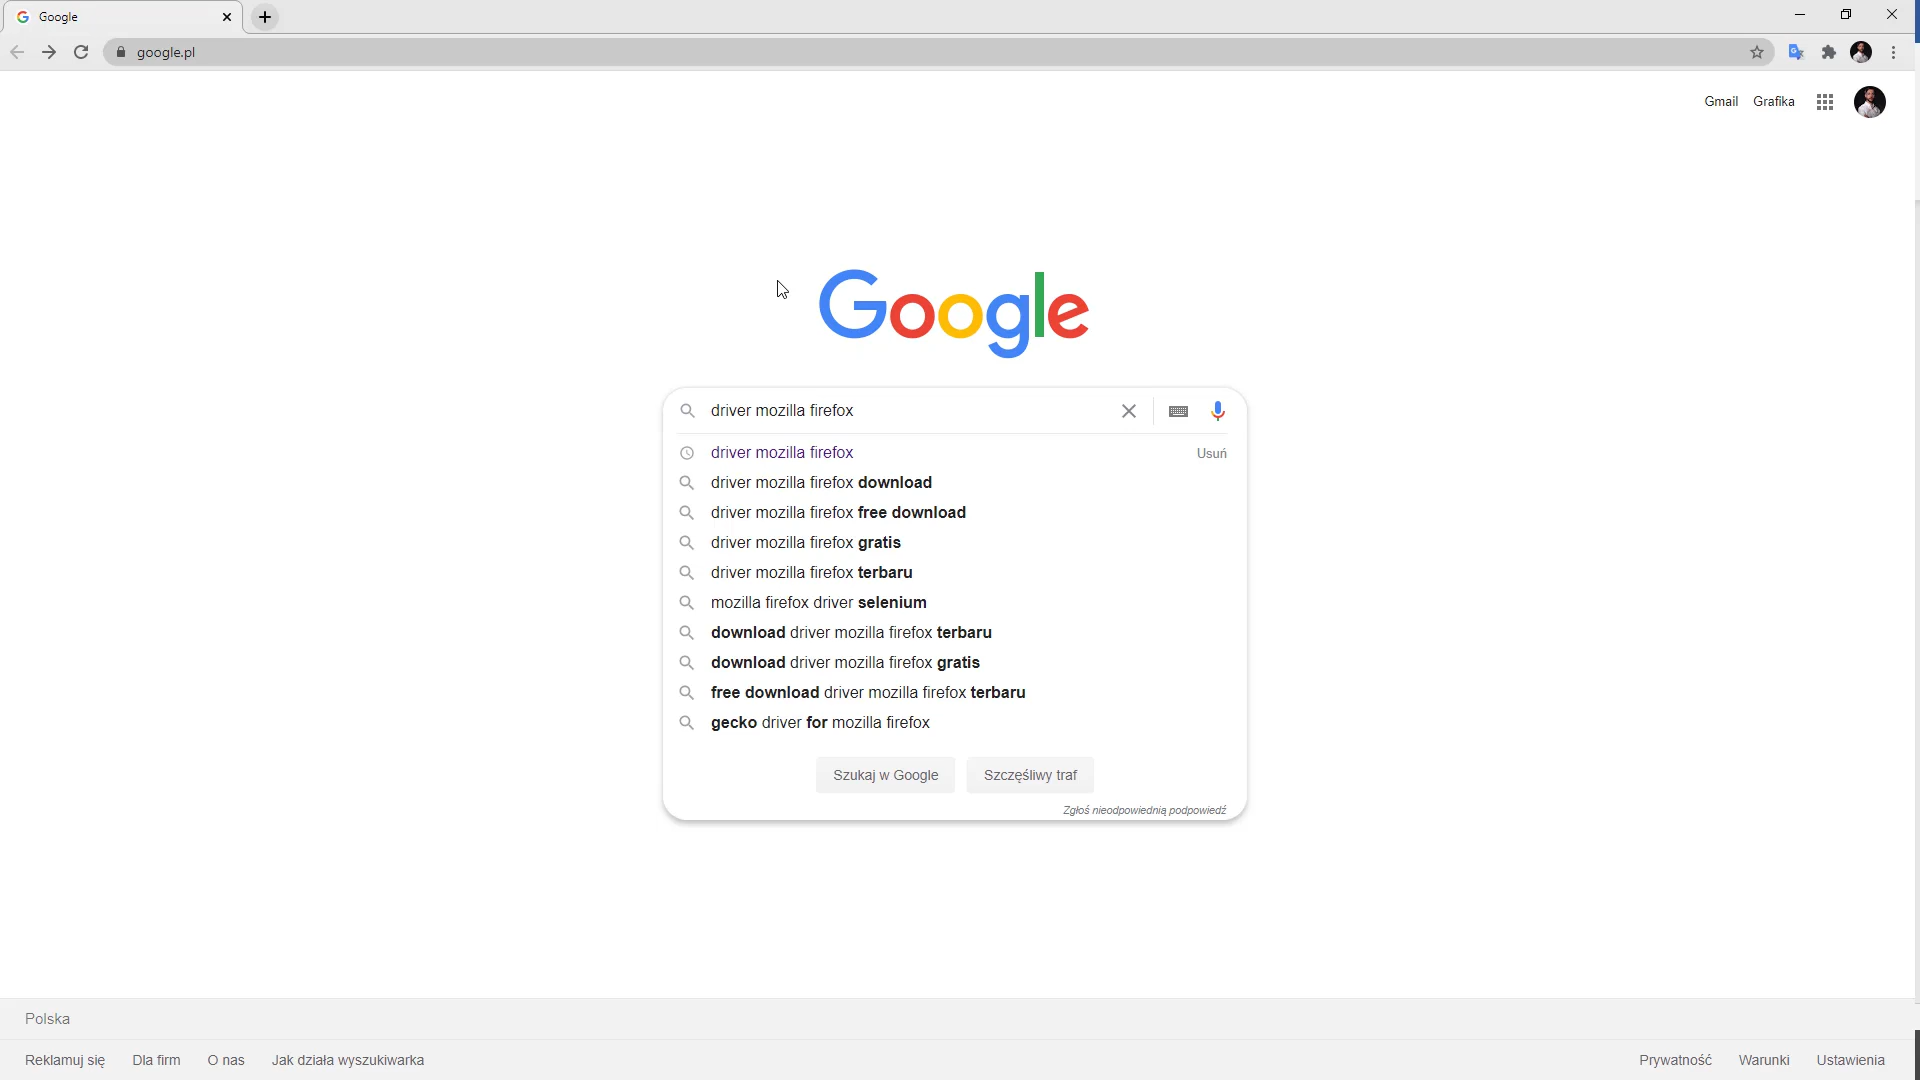 Google
google.pl
Gmail Grafika
Google
driver mozilla firefox
driver mozilla firefox Usuń
driver mozilla firefox download
driver mozilla firefox free download
driver mozilla firefox gratis
driver mozilla firefox terbaru
mozilla firefox driver selenium
download driver mozilla firefox terbaru
download driver mozilla firefox gratis
free download driver mozilla firefox terbaru
gecko driver for mozilla firefox
Szukaj w Google Szczęśliwy traf
Zgłoś nieodpowiednią podpowiedź
Polska
Reklamuj się Dla firm O nas Jak działa wyszukiwarka Prywatność Warunki Ustawienia